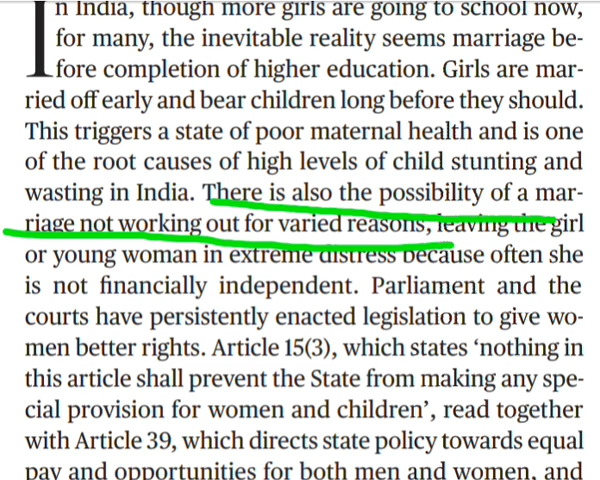 In India, though more girls are going to school now,
for many, the inevitable reality seems marriage be-
fore completion of higher education. Girls are mar-
ried off early and bear children long before they should.
This triggers a state of poor maternal health and is one
of the root causes of high levels of child stunting and
wasting in India. There is also the possibility of a mar-
riage not working out for varied reasons, leaving the girl
or young woman in extreme distress because often she
is not financially independent. Parliament and the
courts have persistently enacted legislation to give wo-
men better rights. Article 15(3), which states ‘nothing in
this article shall prevent the State from making any spe-
cial provision for women and children’, read together
with Article 39, which directs state policy towards equal
pay and opportunities for both men and women, and